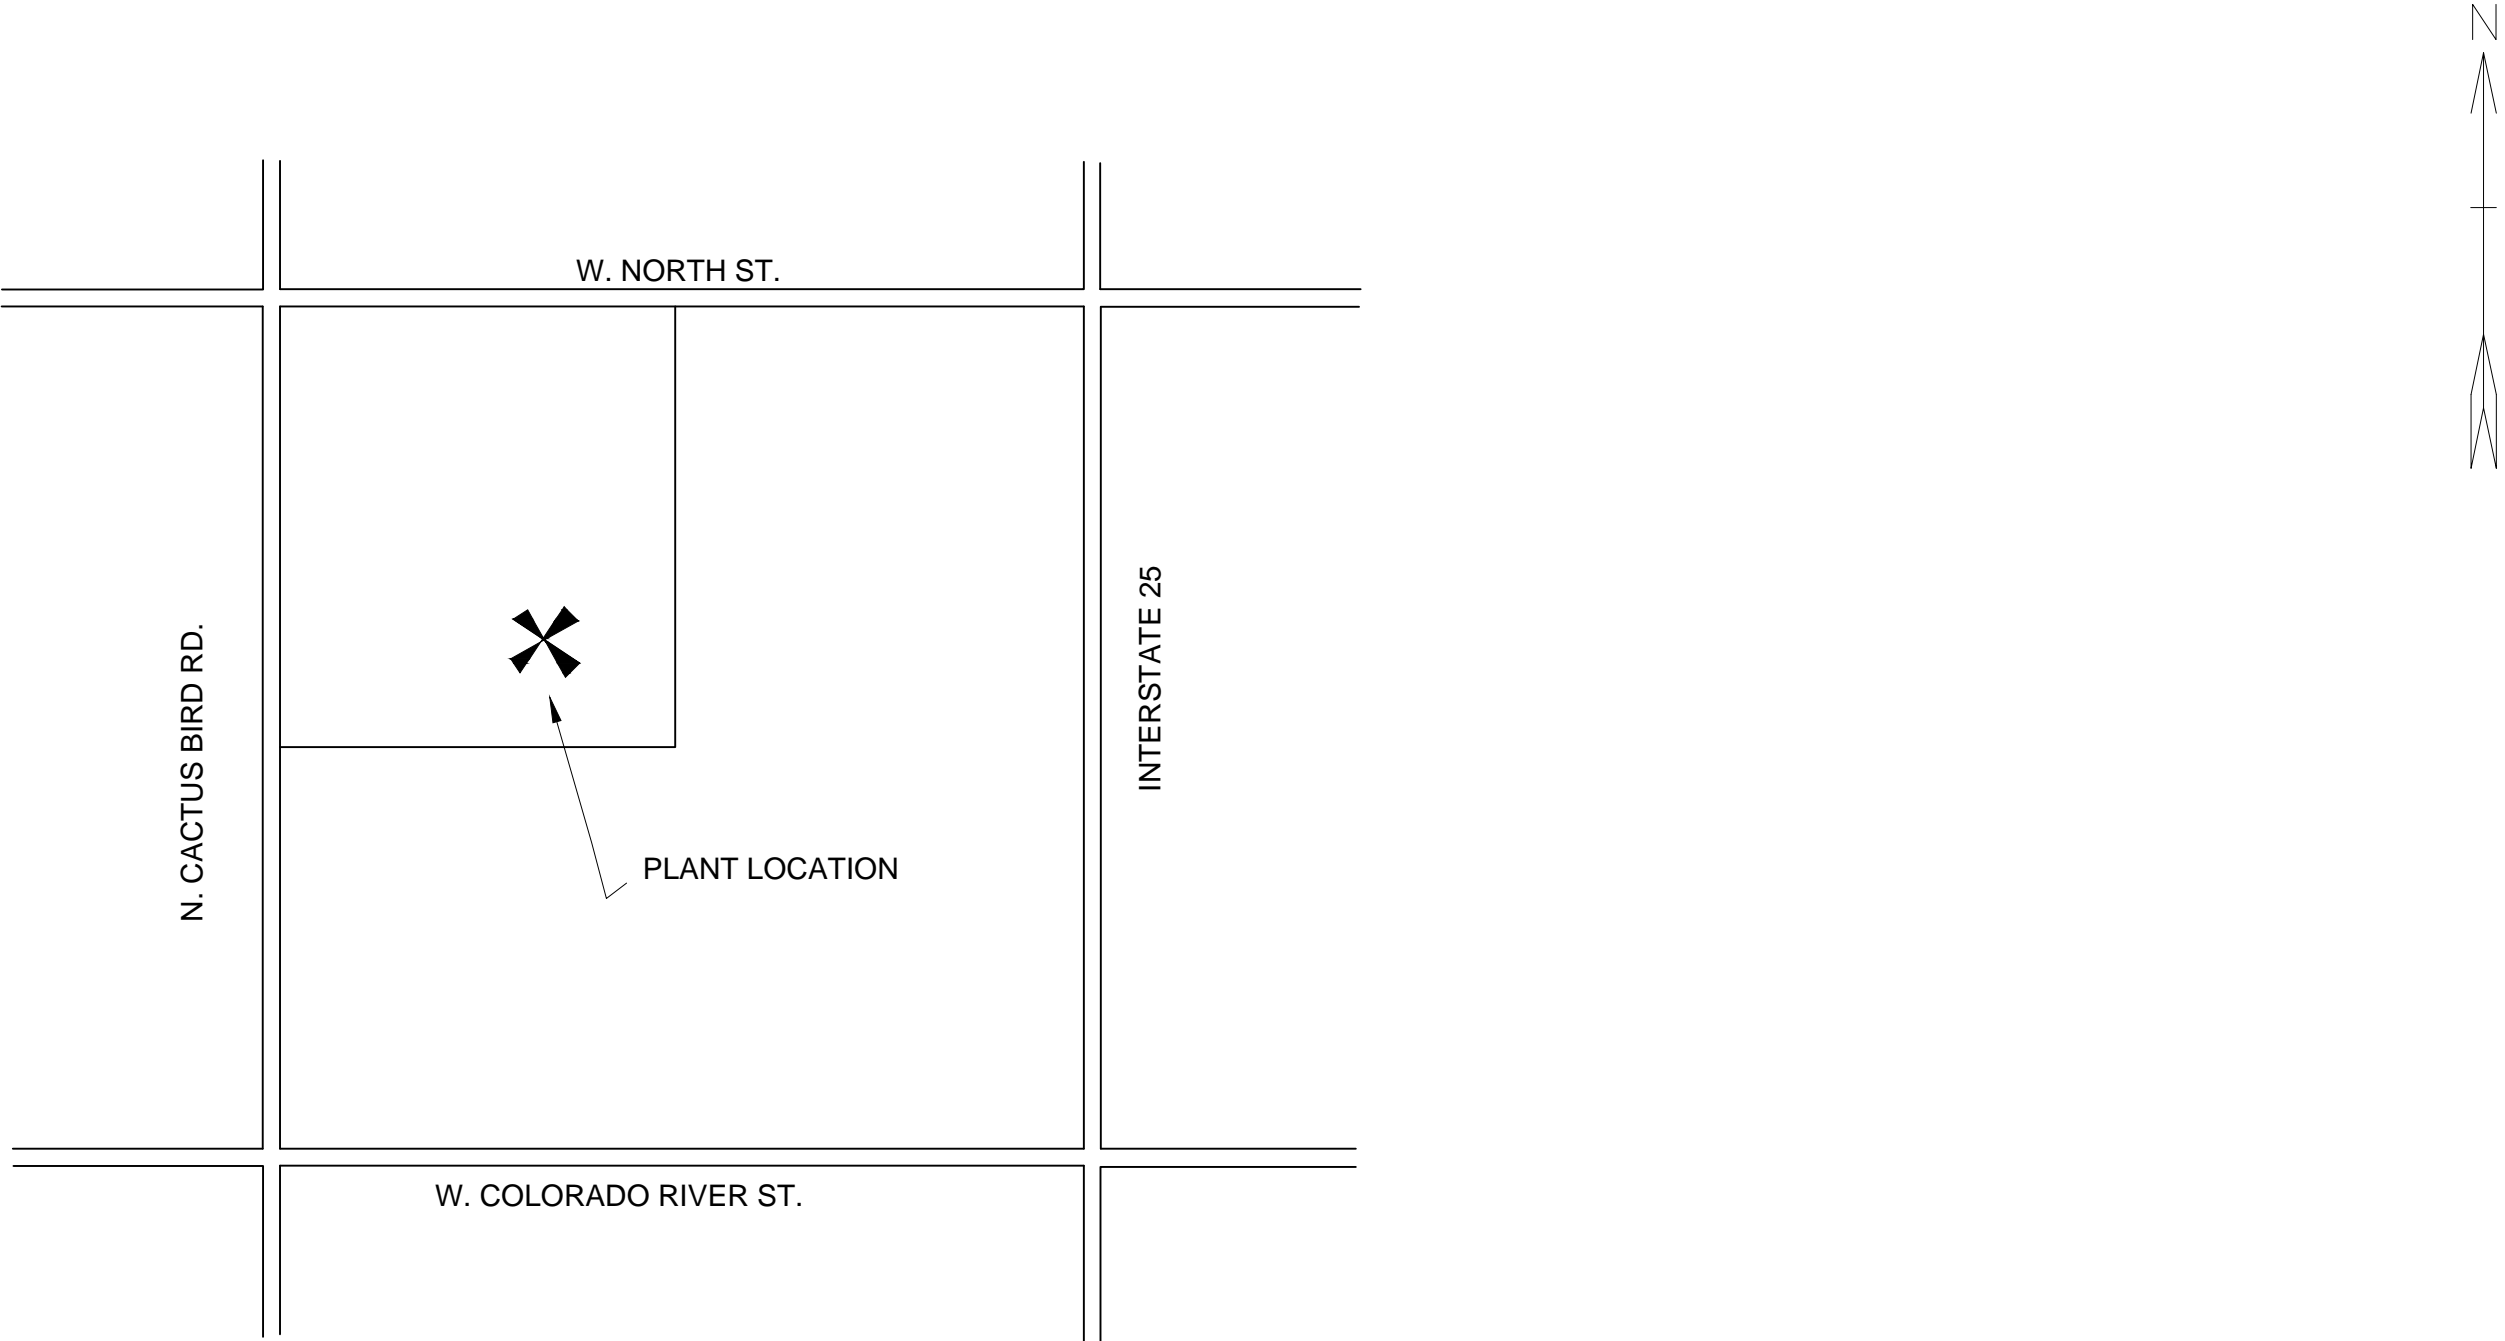 N
W. NORTH ST.
N. CACTUS BIRD RD.
INTERSTATE 25
PLANT LOCATION
W. COLORADO RIVER ST.